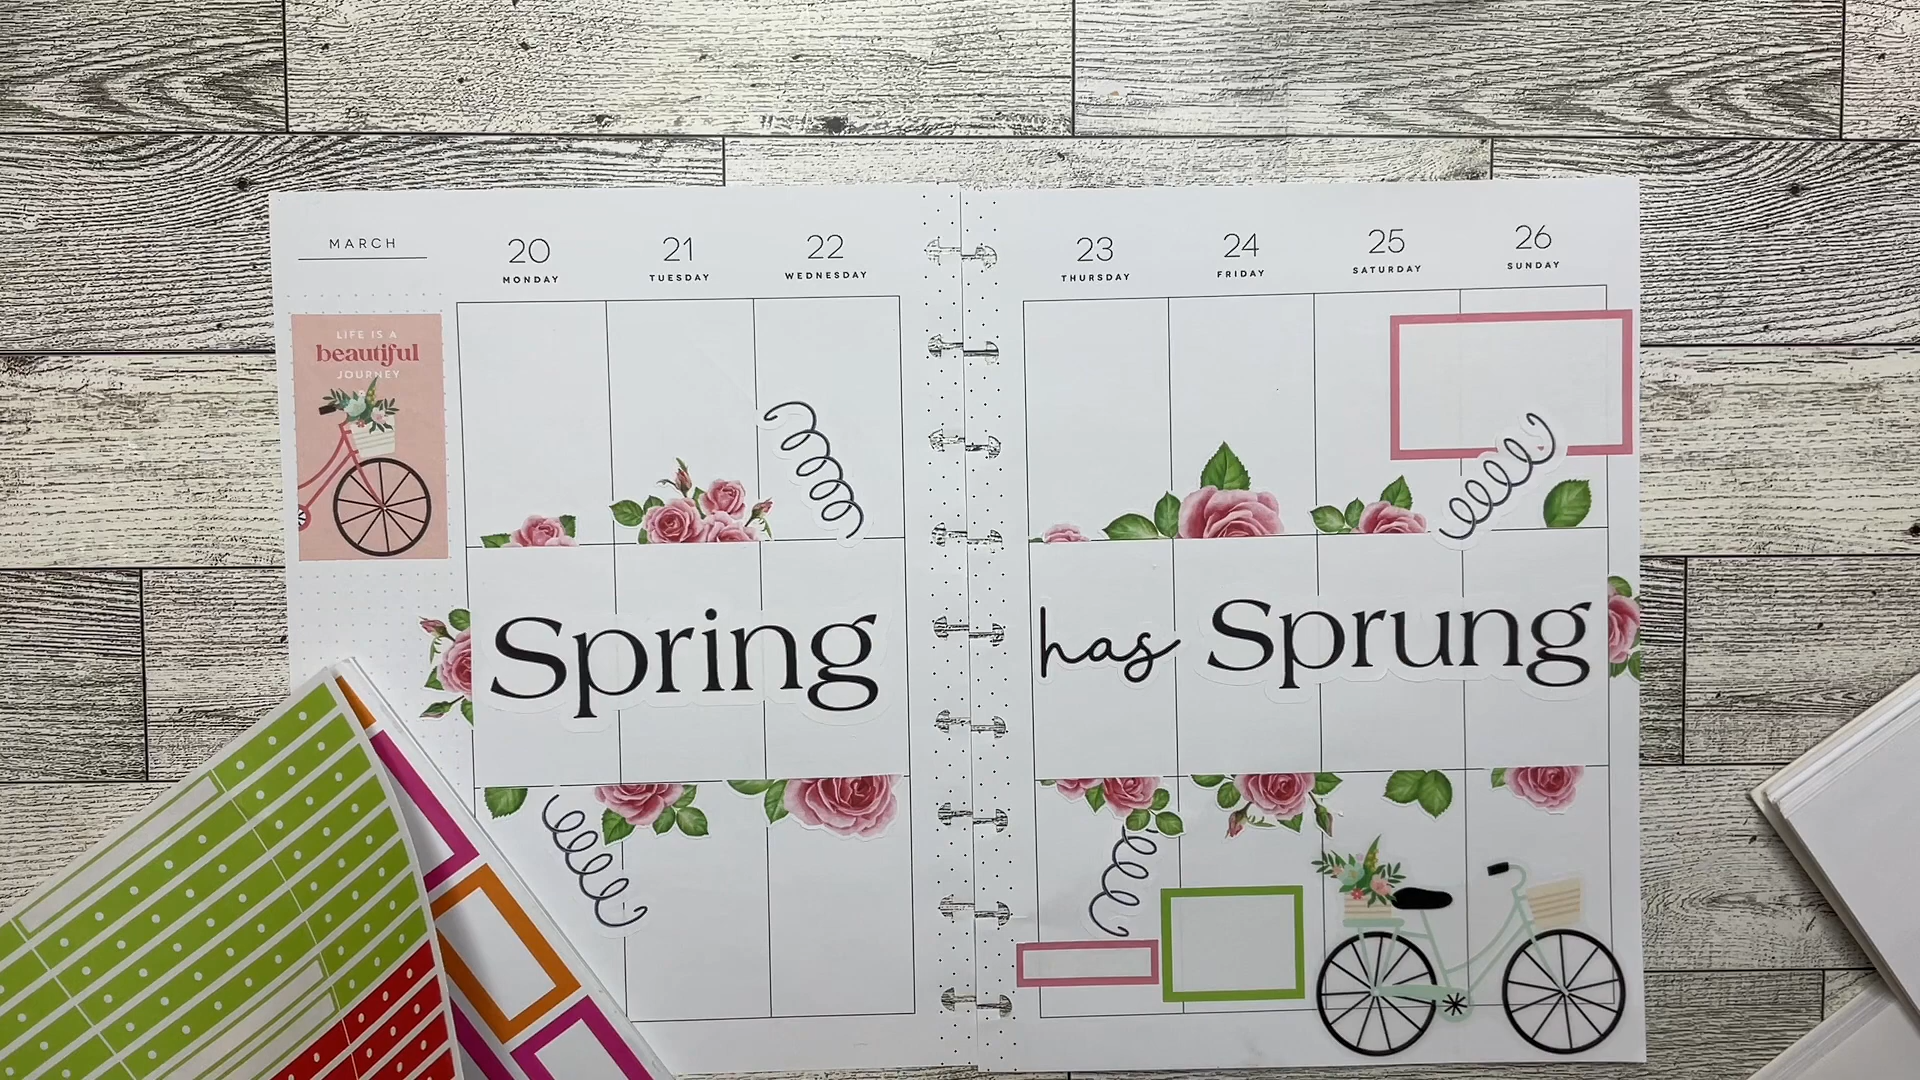 MARCH
20
MONDAY
21
TUESDAY
22
WEDNESDAY
23
THURSDAY
24
FRIDAY
25
SATURDAY
26
SUNDAY
LIFE IS A
beautiful
JOURNEY
Spring has Sprung